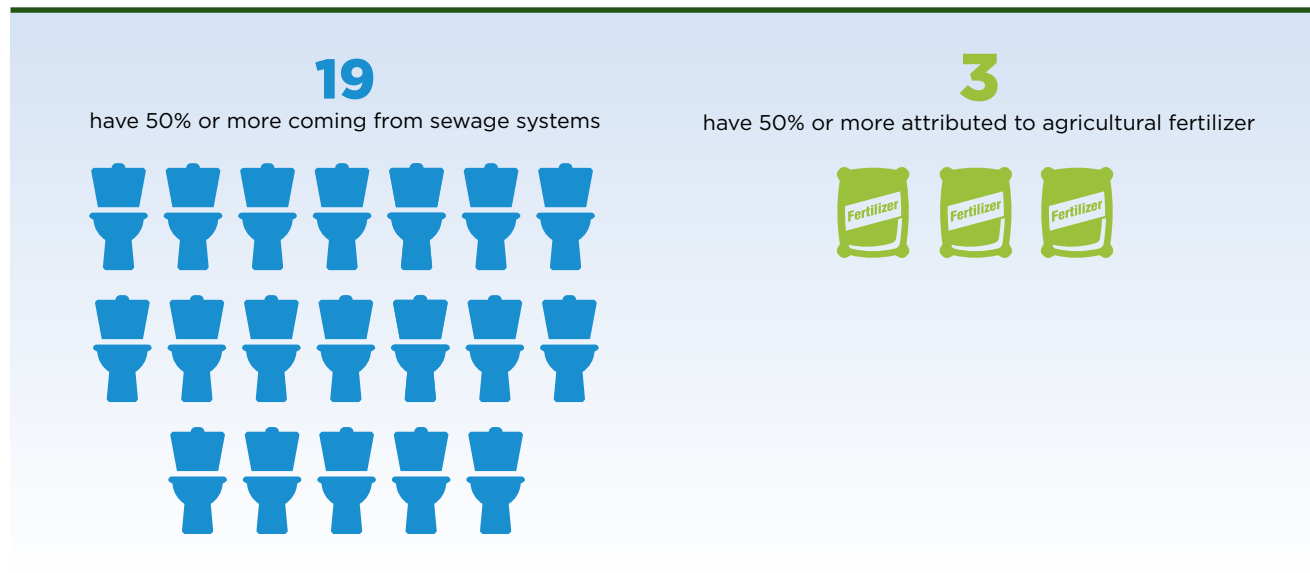 19
have 50% or more coming from sewage systems
3
have 50% or more attributed to agricultural fertilizer
Fertilizer
Fertilizer
Fertilizer